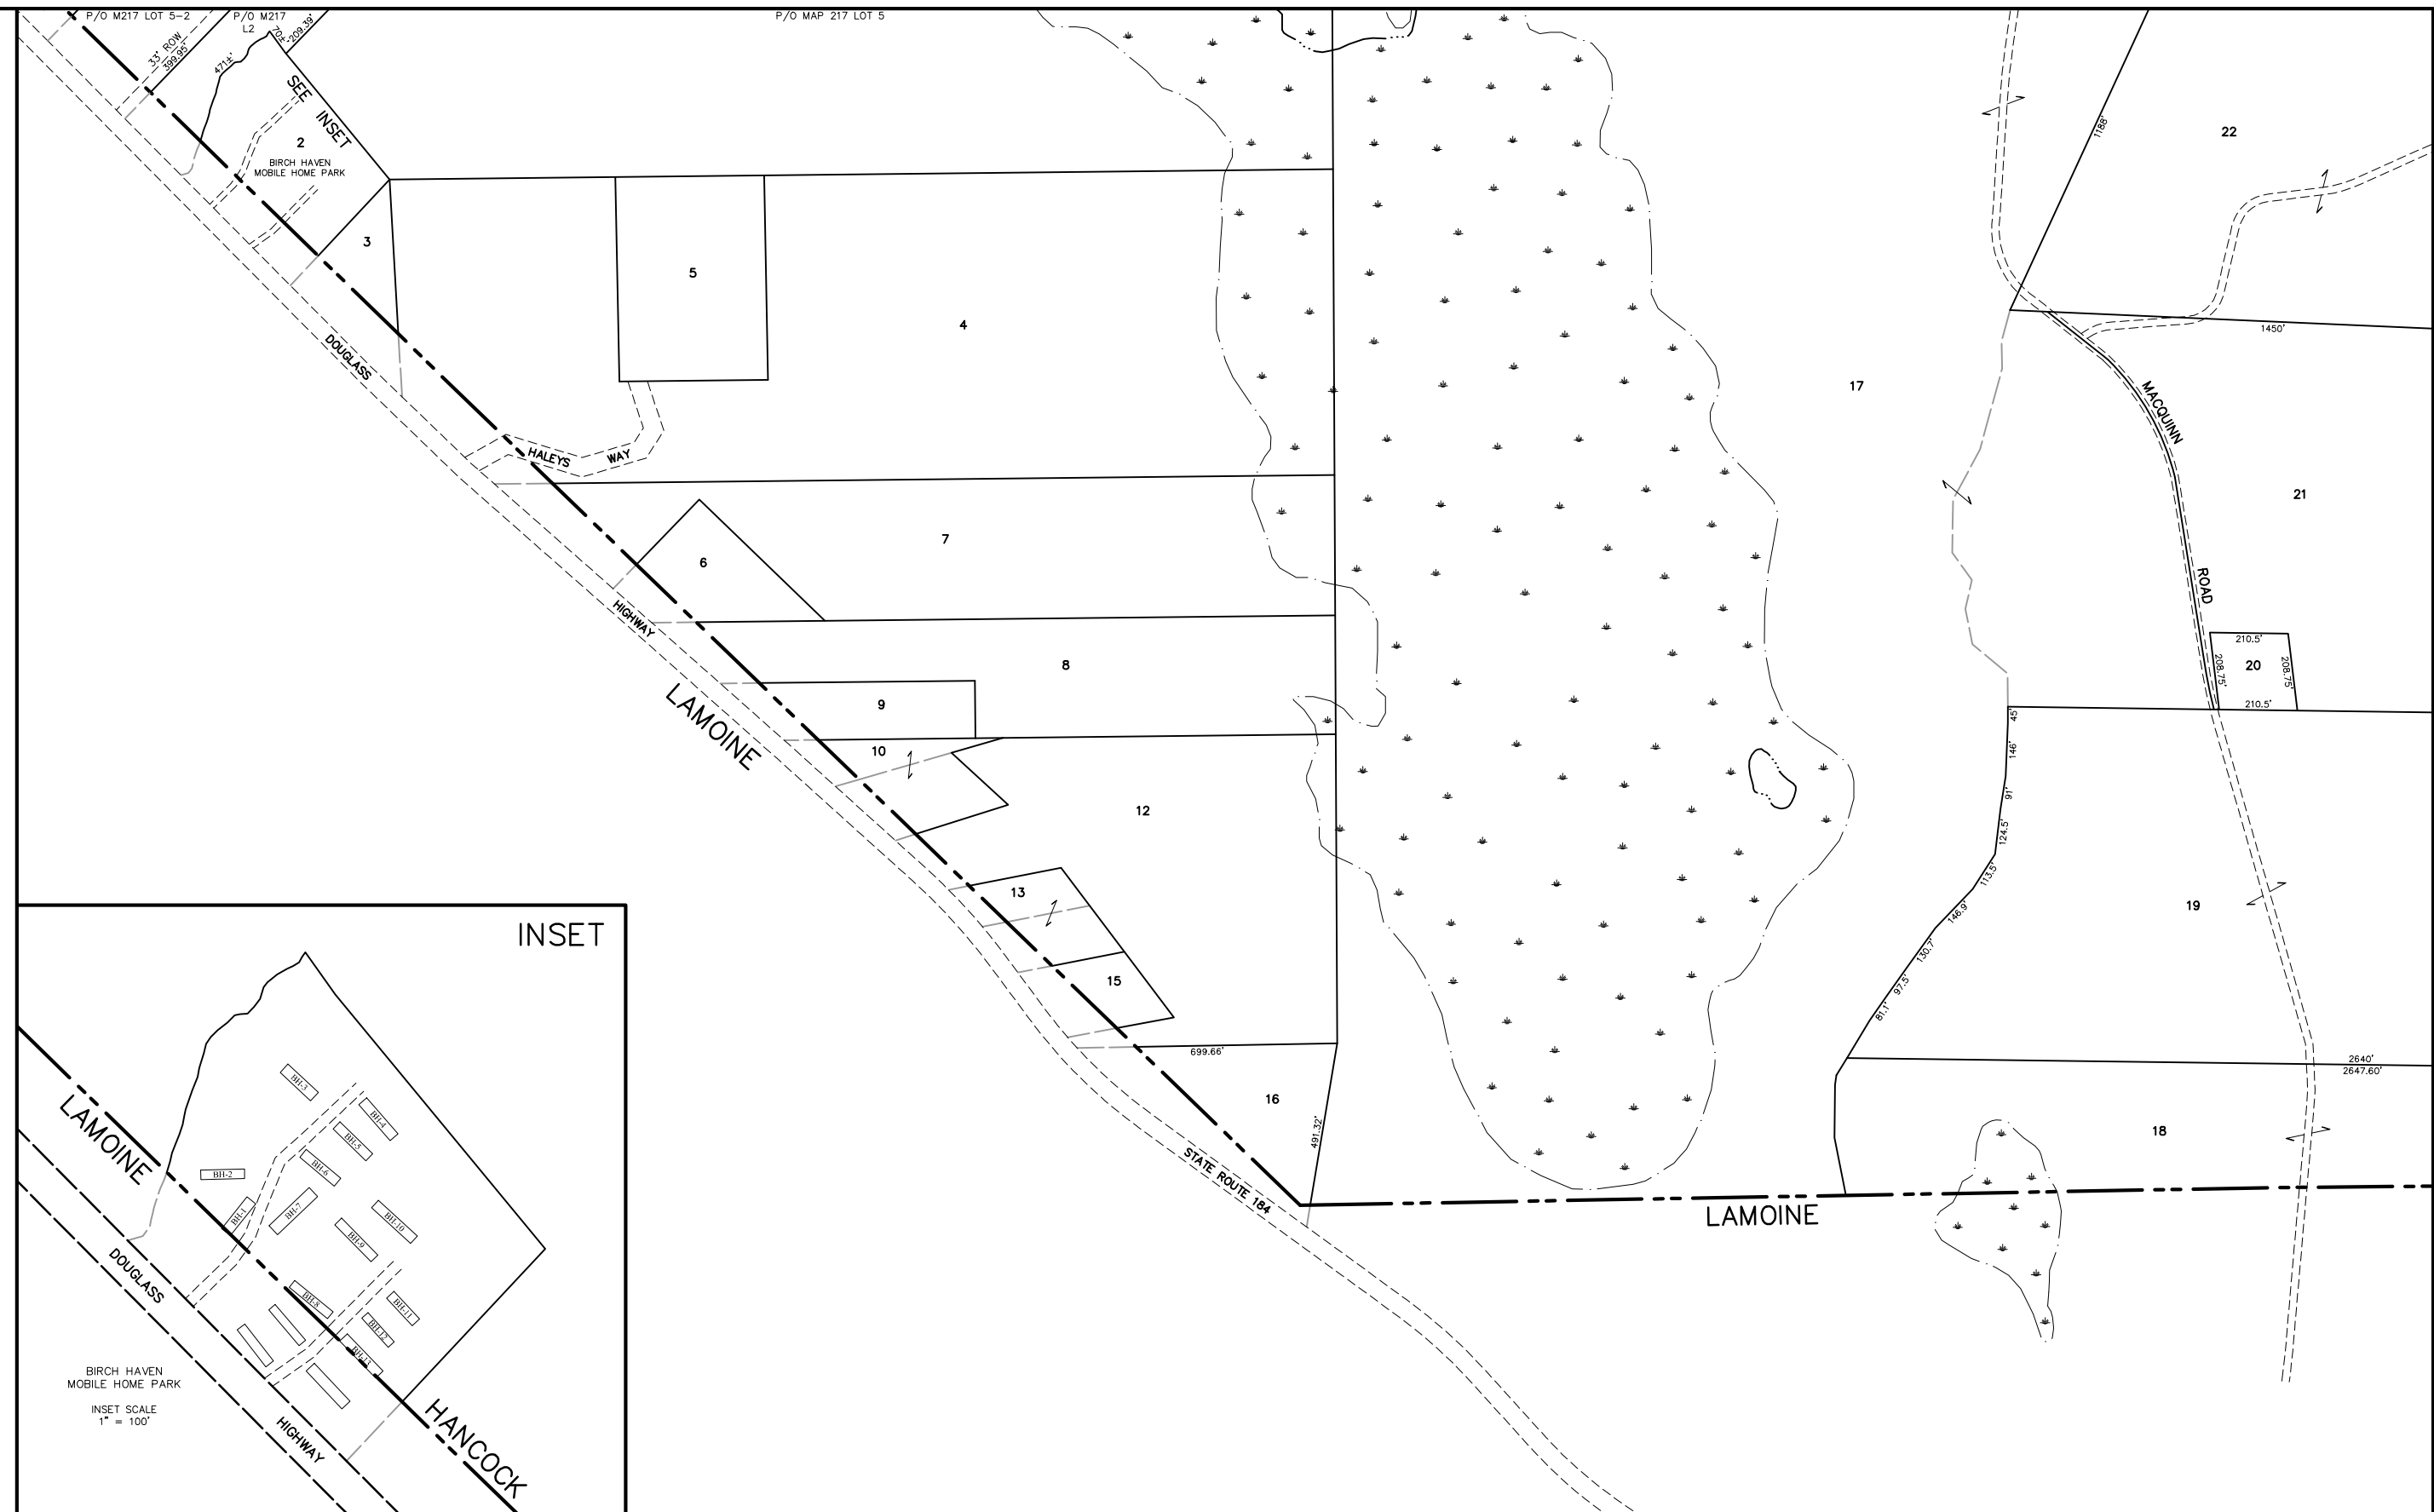 P/O M217 LOT 5-2
P/O M217
L2
P/O MAP 217 LOT 5
33' ROW
399.95'
471±'
70±'
209.39'
SEE INSET
2
BIRCH HAVEN
MOBILE HOME PARK
3
5
4
22
1188'
1450'
DOUGLASS
17
MACQUINN
HALEYS WAY
21
7
6
ROAD
HIGHWAY
210.5'
20
208.75'
208.75'
210.5'
8
9
LAMOINE
10
45'
146'
91'
124.5'
113.5'
146.9'
130.7'
97.5'
81.1'
12
13
19
15
699.66'
16
491.32'
2640'
2647.60'
18
STATE ROUTE 184
LAMOINE
INSET
BH-3
BH-4
BH-5
BH-6
BH-2
BH-7
BH-1
BH-10
BH-9
BH-8
BH-11
BH-12
BH-13
LAMOINE
DOUGLASS
BIRCH HAVEN
MOBILE HOME PARK
INSET SCALE
1" = 100'
HIGHWAY
HANCOCK